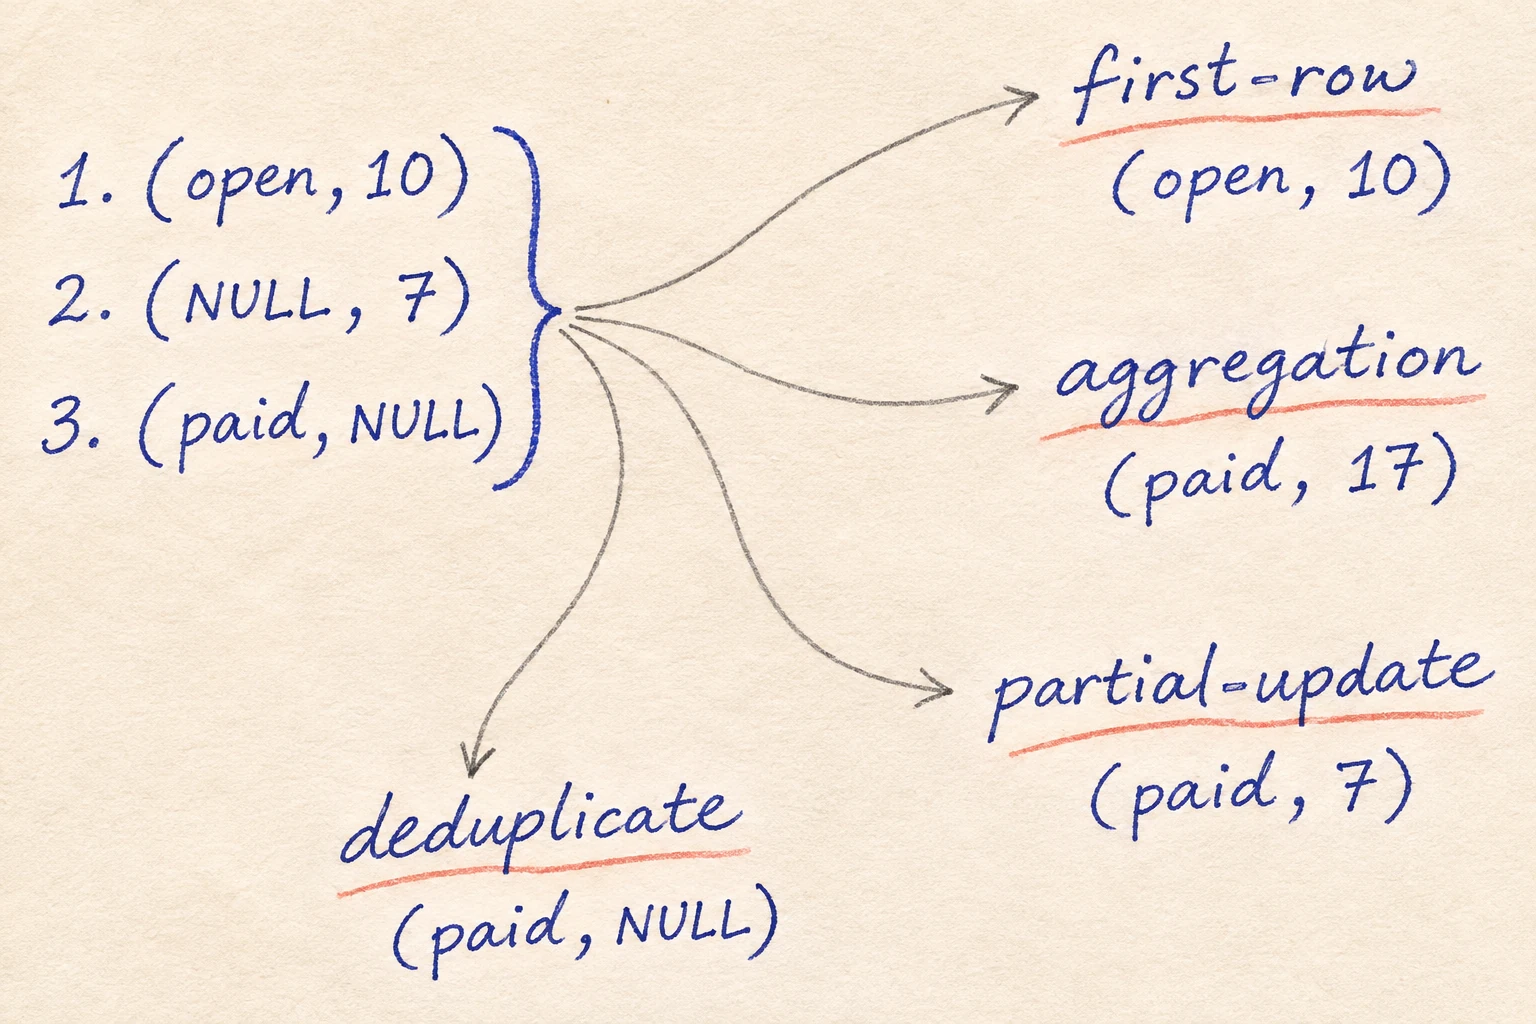 1. (open, 10)
2. (NULL, 7)
3. (paid, NULL)
first-row
(open, 10)
aggregation
(paid, 17)
partial-update
(paid, 7)
deduplicate
(paid, NULL)